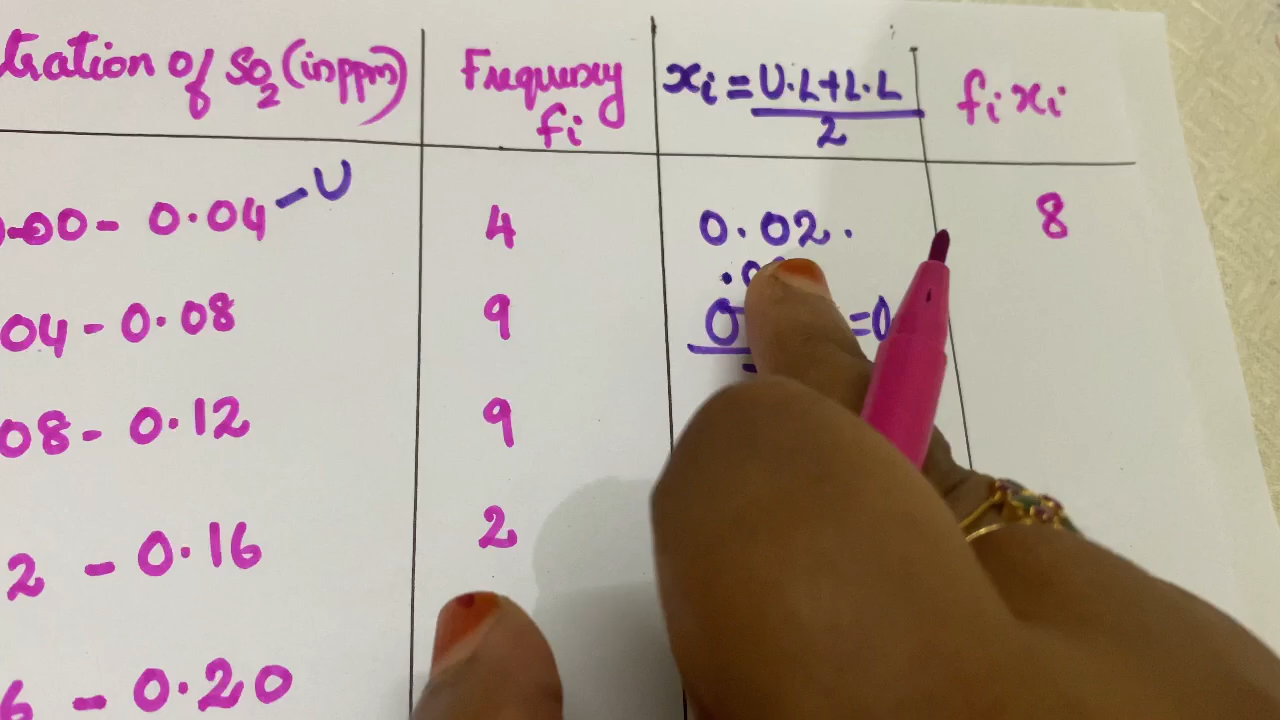 tration of SO2 (in ppm) Frequency fi xi = U.L+L.L / 2 fi xi
0.00 - 0.04 - U 4 0.02. 8
04 - 0.08 9 =0
08 - 0.12 9
2 - 0.16 2
6 - 0.20